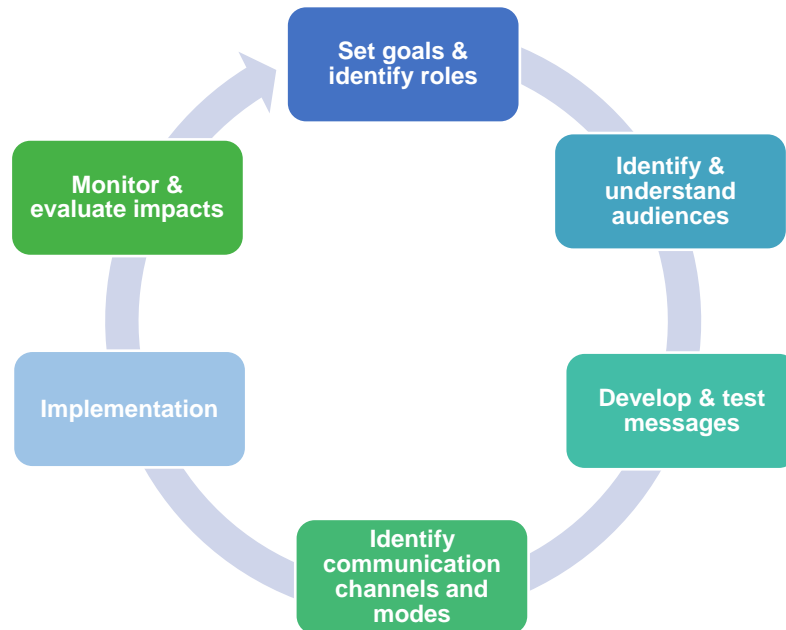 Set goals &
identify roles
Identify &
understand
audiences
Develop & test
messages
Identify
communication
channels and
modes
Implementation
Monitor &
evaluate impacts